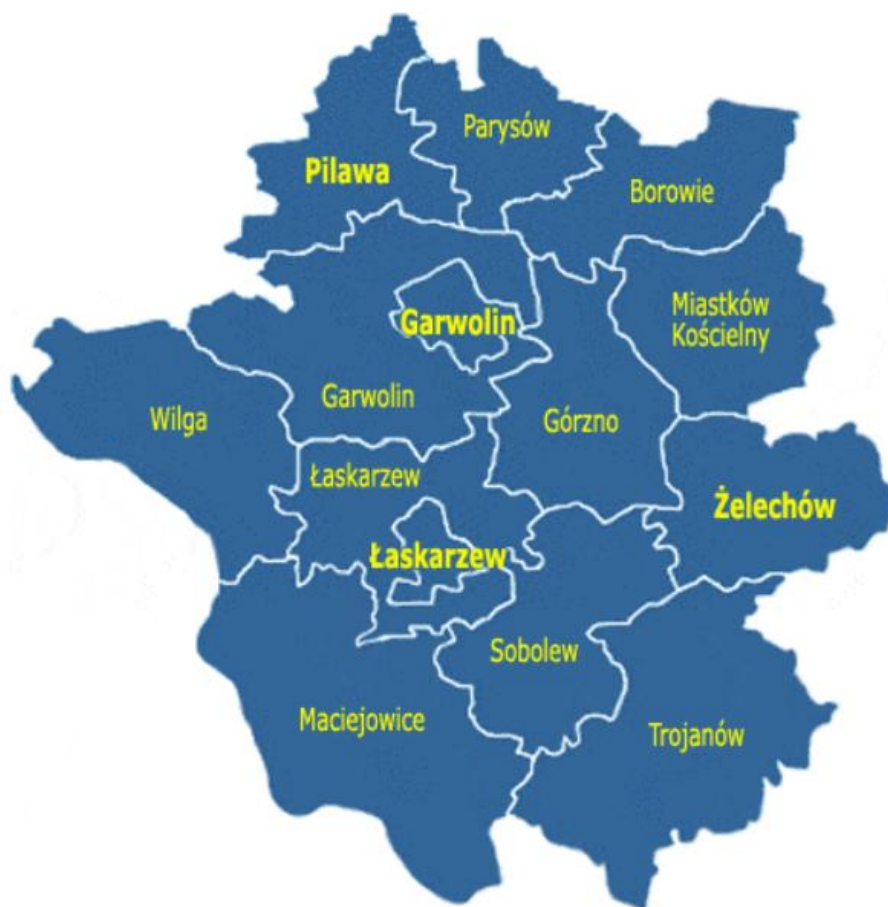 Parysów
Pilawa
Borowie
Miastków
Kościelny
Garwolin
Garwolin
Wilga
Górzno
Łaskarzew
Żelechów
Łaskarzew
Sobolew
Maciejowice
Trojanów